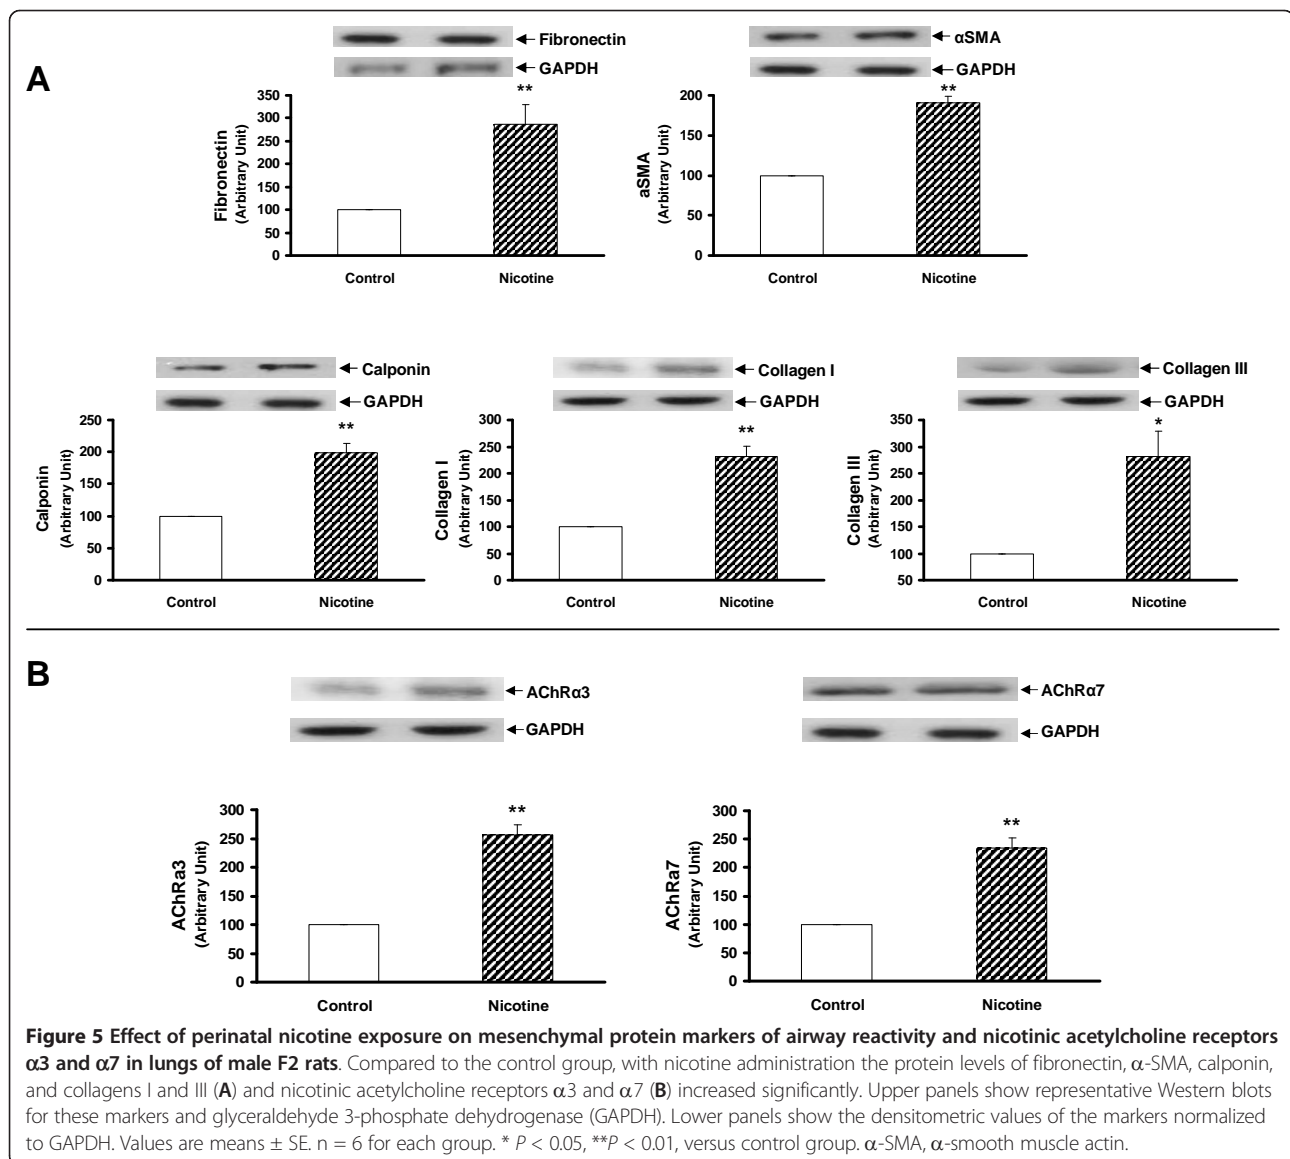 A
Fibronectin
GAPDH
**
350
300
250
200
150
100
50
0
Fibronectin
(Arbitrary Unit)
Control Nicotine
αSMA
GAPDH
**
200
150
100
50
0
aSMA
(Arbitrary Unit)
Control Nicotine
Calponin
GAPDH
**
250
200
150
100
50
0
Calponin
(Arbitrary Unit)
Control Nicotine
Collagen I
GAPDH
**
300
250
200
150
100
50
0
Collagen I
(Arbitrary Unit)
Control Nicotine
Collagen III
GAPDH
*
350
300
250
200
150
100
50
Collagen III
(Arbitrary Unit)
Control Nicotine
B
AChRα3
GAPDH
**
300
250
200
150
100
50
0
AChRa3
(Arbitrary Unit)
Control Nicotine
AChRα7
GAPDH
**
300
250
200
150
100
50
0
AChRa7
(Arbitrary Unit)
Control Nicotine
Figure 5 Effect of perinatal nicotine exposure on mesenchymal protein markers of airway reactivity and nicotinic acetylcholine receptors
α3 and α7 in lungs of male F2 rats. Compared to the control group, with nicotine administration the protein levels of fibronectin, α-SMA, calponin,
and collagens I and III (A) and nicotinic acetylcholine receptors α3 and α7 (B) increased significantly. Upper panels show representative Western blots
for these markers and glyceraldehyde 3-phosphate dehydrogenase (GAPDH). Lower panels show the densitometric values of the markers normalized
to GAPDH. Values are means ± SE. n = 6 for each group. * P < 0.05, **P < 0.01, versus control group. α-SMA, α-smooth muscle actin.